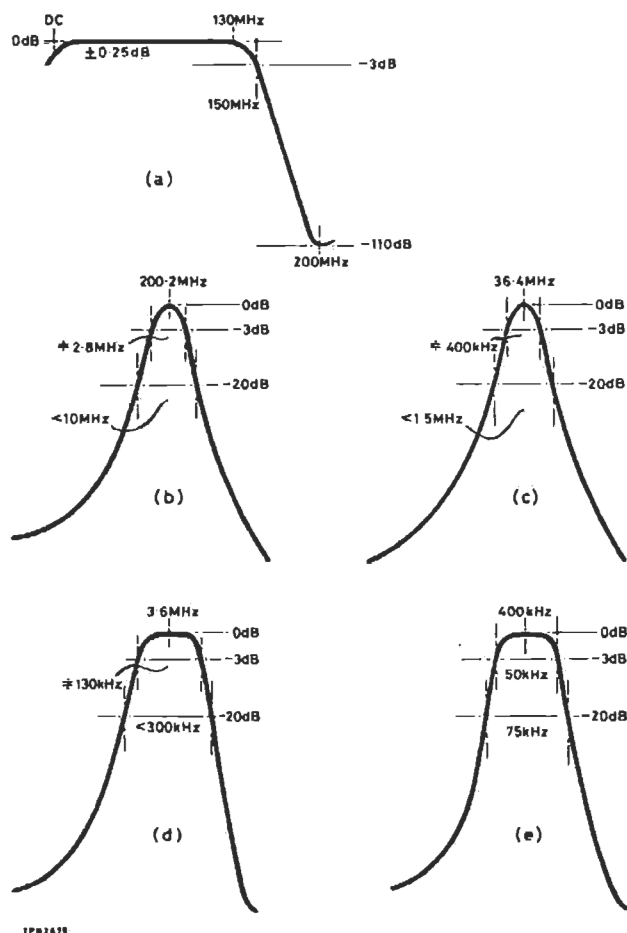 DC
130MHz
0dB
±0·25dB
-3dB
150MHz
(a)
-110dB
200MHz
200·2MHz
0dB
-3dB
≑2·8MHz
-20dB
<10MHz
(b)
36·4MHz
0dB
-3dB
≑400kHz
-20dB
<1·5MHz
(c)
3·6MHz
0dB
-3dB
≑130kHz
-20dB
<300kHz
(d)
400kHz
0dB
-3dB
50kHz
-20dB
75kHz
(e)